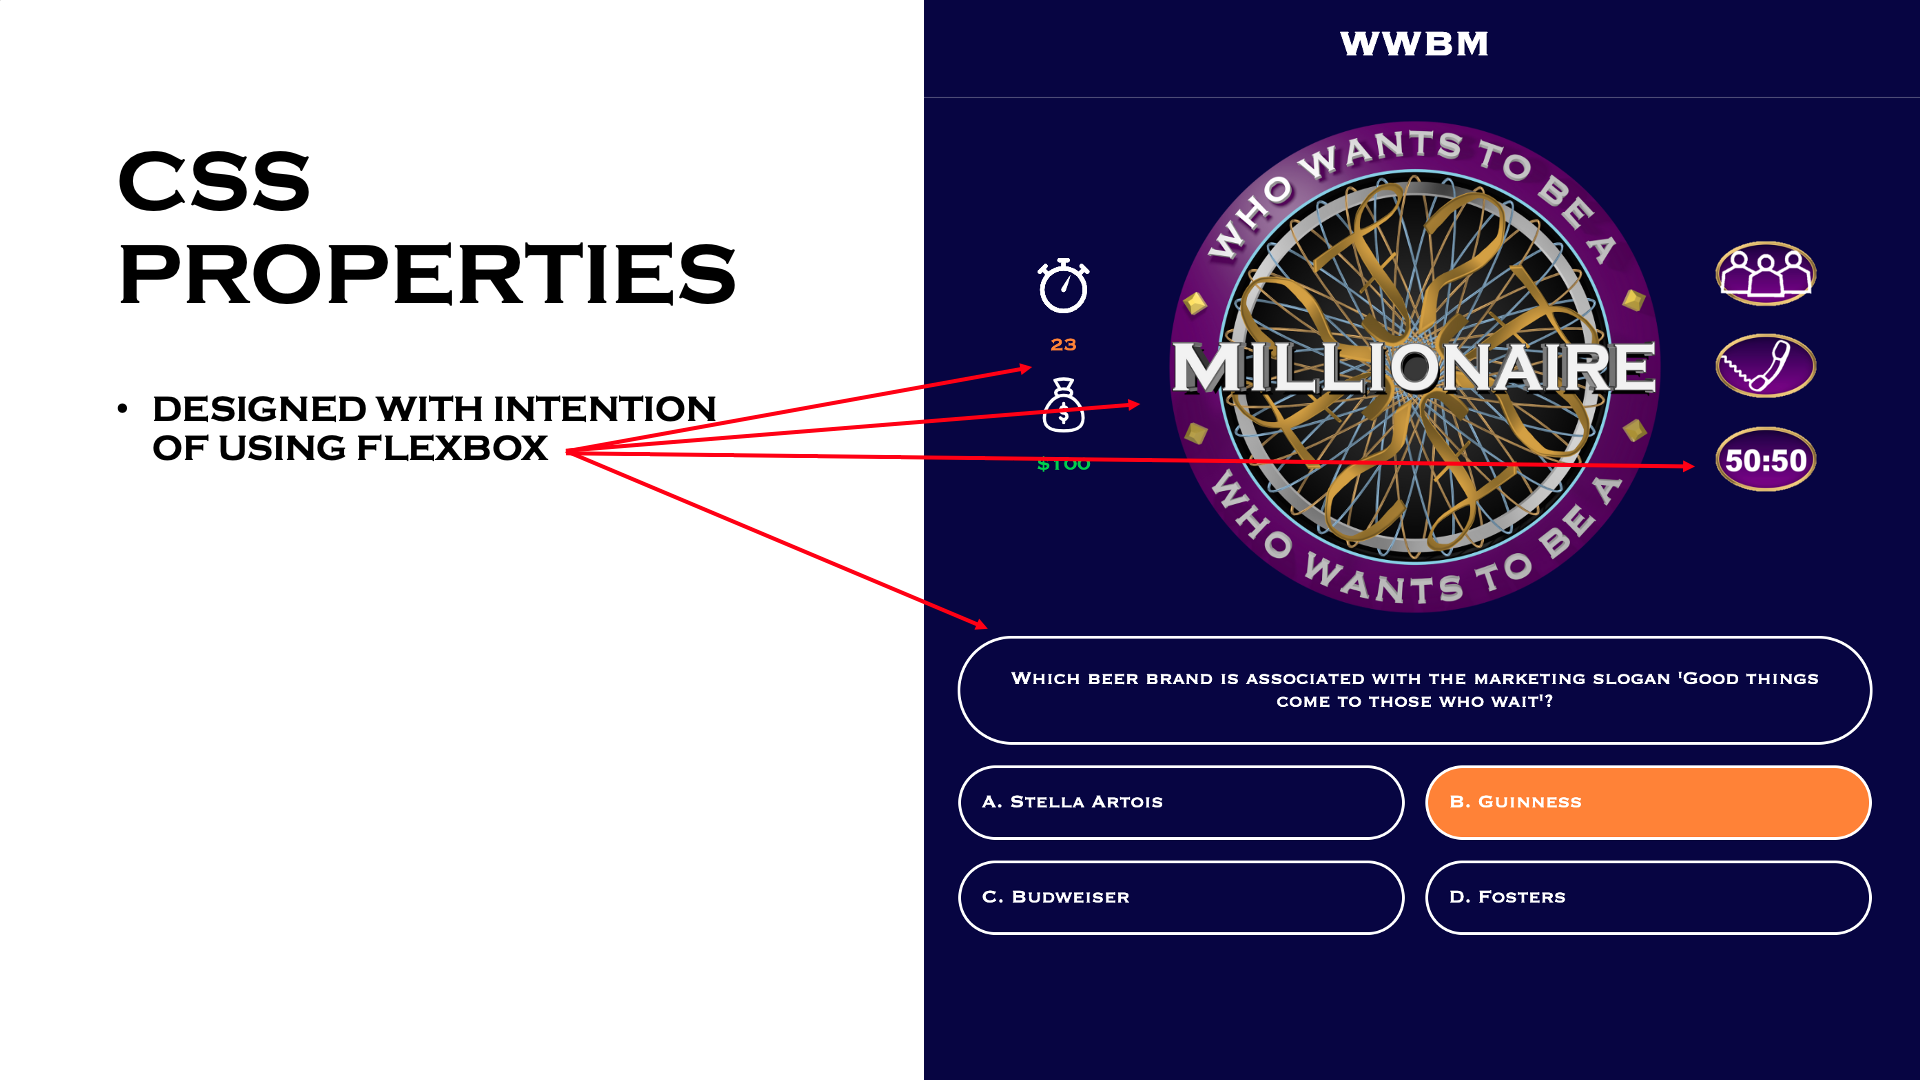 CSS
PROPERTIES
• DESIGNED WITH INTENTION
OF USING FLEXBOX
WWBM
WHO WANTS TO BE A
MILLIONAIRE
WHO WANTS TO BE A
23
$
$100
50:50
Which beer brand is associated with the marketing slogan 'Good things
come to those who wait'?
A. Stella Artois
B. Guinness
C. Budweiser
D. Fosters